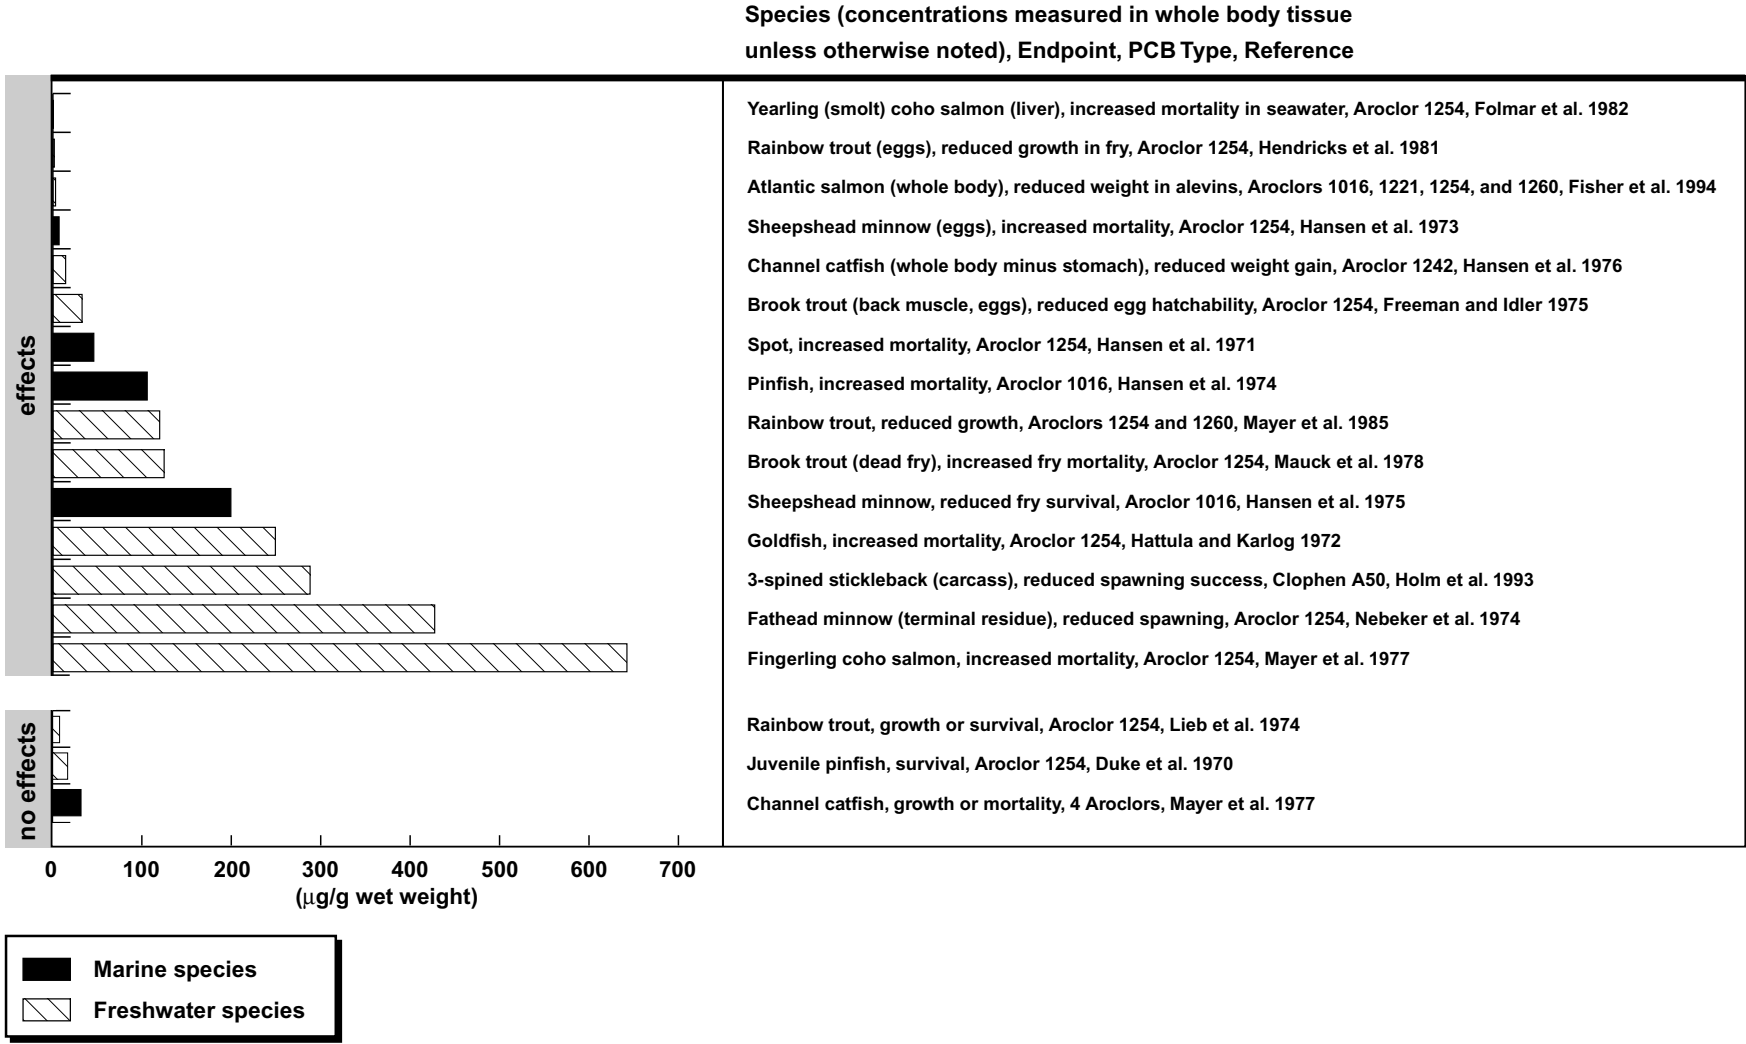 Species (concentrations measured in whole body tissue
unless otherwise noted), Endpoint, PCB Type, Reference
effects
Yearling (smolt) coho salmon (liver), increased mortality in seawater, Aroclor 1254, Folmar et al. 1982
Rainbow trout (eggs), reduced growth in fry, Aroclor 1254, Hendricks et al. 1981
Atlantic salmon (whole body), reduced weight in alevins, Aroclors 1016, 1221, 1254, and 1260, Fisher et al. 1994
Sheepshead minnow (eggs), increased mortality, Aroclor 1254, Hansen et al. 1973
Channel catfish (whole body minus stomach), reduced weight gain, Aroclor 1242, Hansen et al. 1976
Brook trout (back muscle, eggs), reduced egg hatchability, Aroclor 1254, Freeman and Idler 1975
Spot, increased mortality, Aroclor 1254, Hansen et al. 1971
Pinfish, increased mortality, Aroclor 1016, Hansen et al. 1974
Rainbow trout, reduced growth, Aroclors 1254 and 1260, Mayer et al. 1985
Brook trout (dead fry), increased fry mortality, Aroclor 1254, Mauck et al. 1978
Sheepshead minnow, reduced fry survival, Aroclor 1016, Hansen et al. 1975
Goldfish, increased mortality, Aroclor 1254, Hattula and Karlog 1972
3-spined stickleback (carcass), reduced spawning success, Clophen A50, Holm et al. 1993
Fathead minnow (terminal residue), reduced spawning, Aroclor 1254, Nebeker et al. 1974
Fingerling coho salmon, increased mortality, Aroclor 1254, Mayer et al. 1977
no effects
Rainbow trout, growth or survival, Aroclor 1254, Lieb et al. 1974
Juvenile pinfish, survival, Aroclor 1254, Duke et al. 1970
Channel catfish, growth or mortality, 4 Aroclors, Mayer et al. 1977
0 100 200 300 400 500 600 700
(μg/g wet weight)
Marine species
Freshwater species